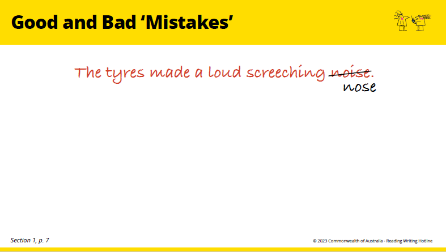 Good and Bad ‘Mistakes’
The tyres made a loud screeching noise.
nose
Section 1, p. 7
© 2023 Commonwealth of Australia - Reading Writing Hotline